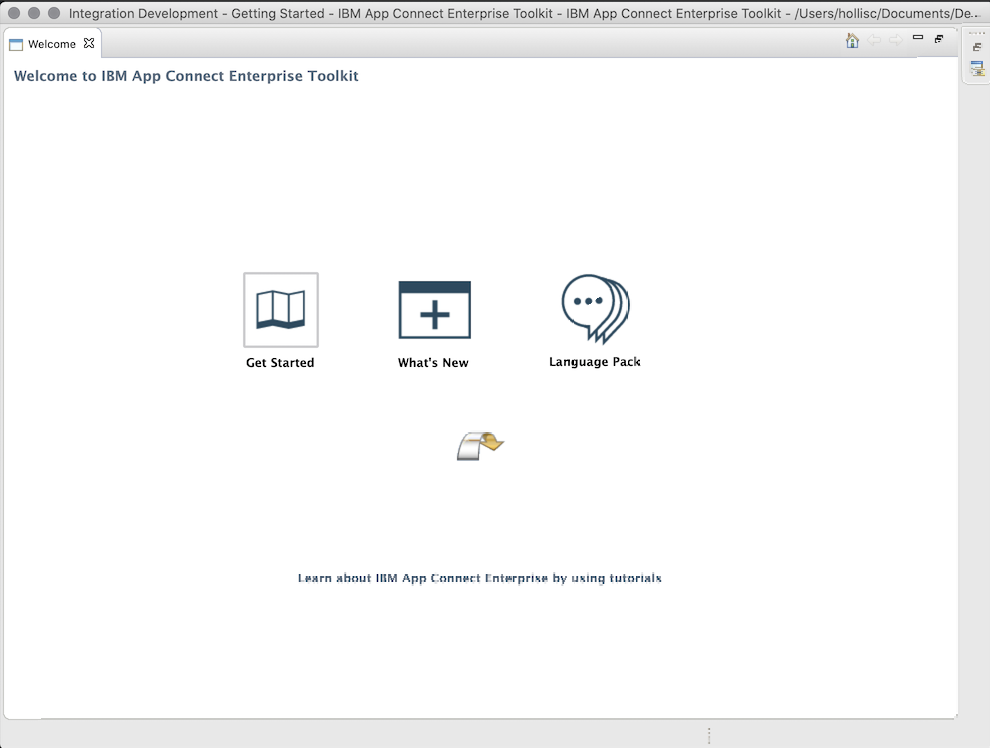 Integration Development - Getting Started - IBM App Connect Enterprise Toolkit - IBM App Connect Enterprise Toolkit - /Users/hollisc/Documents/De...
Welcome
Welcome to IBM App Connect Enterprise Toolkit
Get Started
What's New
Language Pack
Learn about IBM App Connect Enterprise by using tutorials